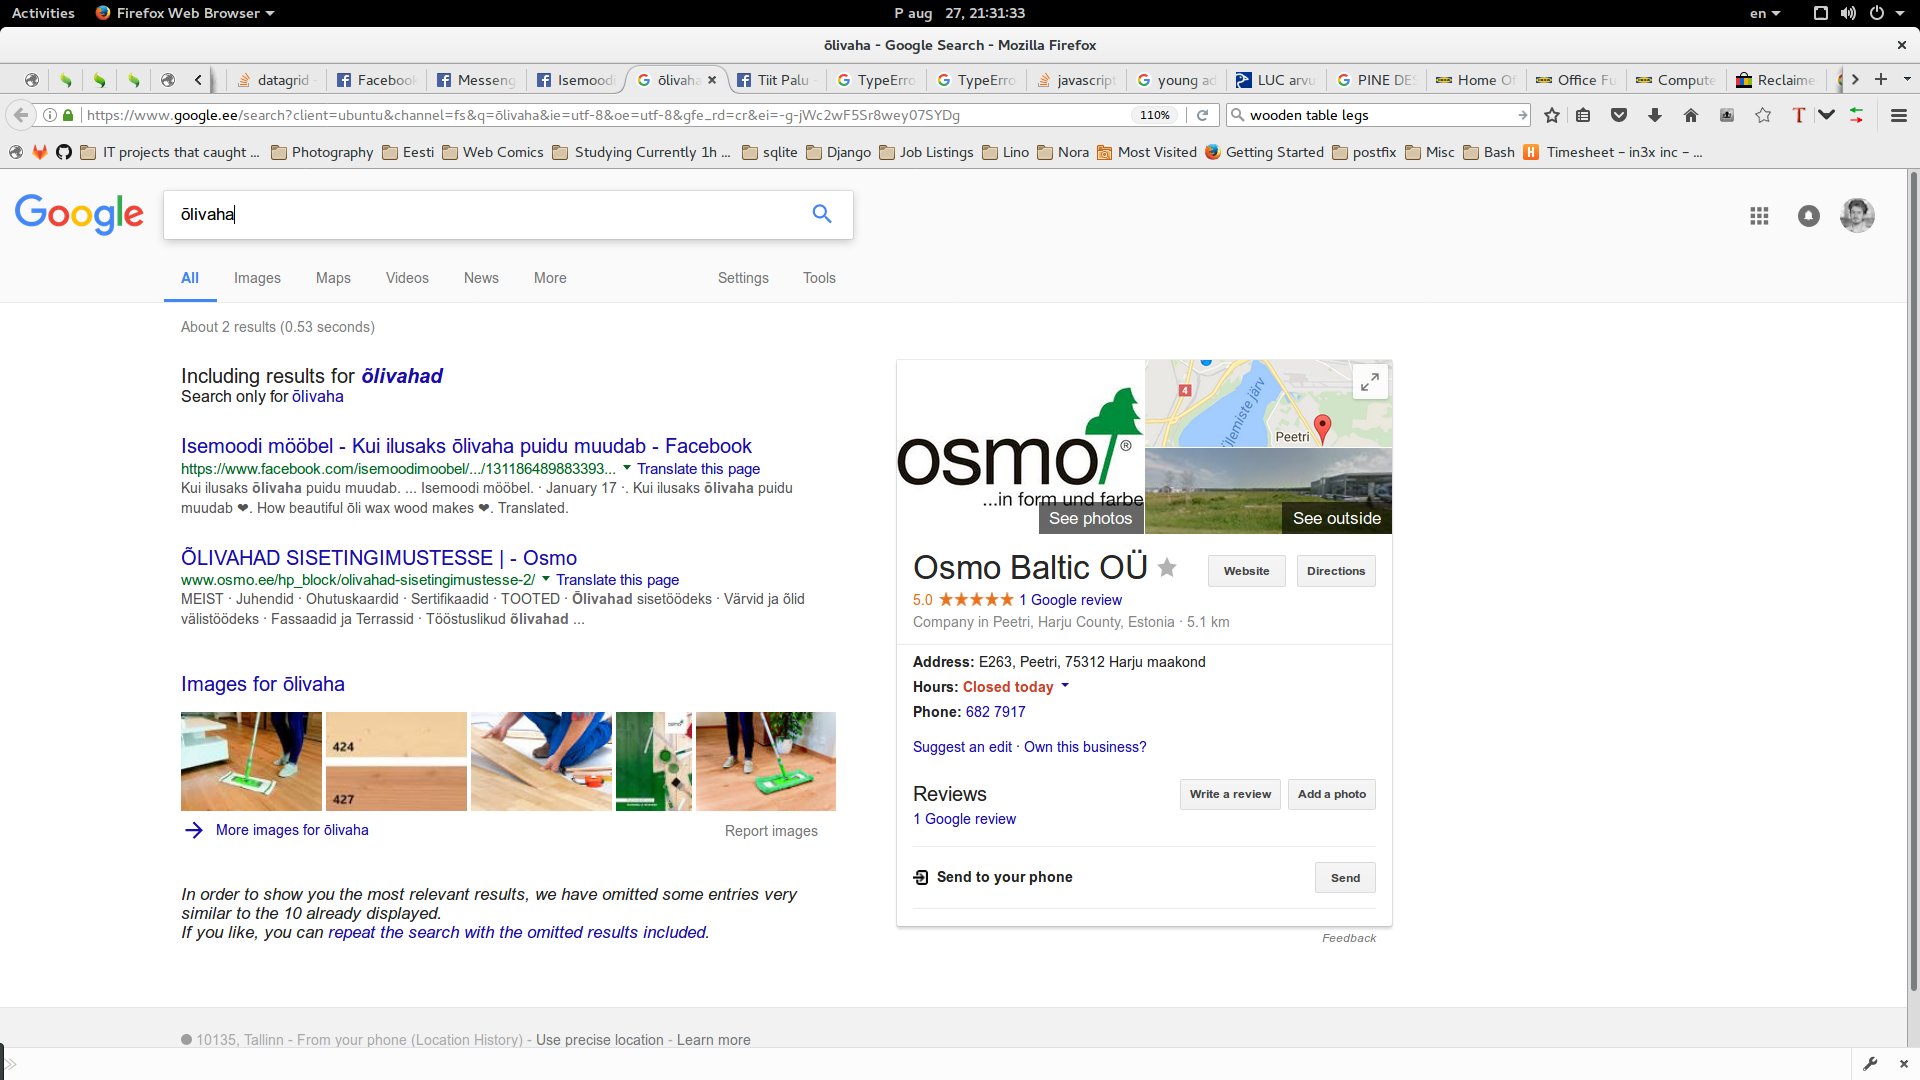 Activities
Firefox Web Browser
P aug 27, 21:31:33
en
õlivaha - Google Search - Mozilla Firefox
datagrid
Facebook
Messeng
Isemoodi
õlivaha
Tiit Palu
TypeErro
TypeErro
javascript
young ad
LUC arvu
PINE DES
Home Of
Office Fu
Compute
Reclaime
https://www.google.ee/search?client=ubuntu&channel=fs&q=õlivaha&ie=utf-8&oe=utf-8&gfe_rd=cr&ei=-g-jWc2wF5Sr8wey07SYDg
110%
wooden table legs
IT projects that caught ...
Photography
Eesti
Web Comics
Studying Currently 1h ...
sqlite
Django
Job Listings
Lino
Nora
Most Visited
Getting Started
postfix
Misc
Bash
Timesheet – in3x inc – ...
Google
õlivaha
All
Images
Maps
Videos
News
More
Settings
Tools
About 2 results (0.53 seconds)
Including results for õlivahad
Search only for õlivaha
Isemoodi mööbel - Kui ilusaks õlivaha puidu muudab - Facebook
https://www.facebook.com/isemoodimoobel/.../131186489883393... Translate this page
Kui ilusaks õlivaha puidu muudab. ... Isemoodi mööbel. · January 17 ·. Kui ilusaks õlivaha puidu
muudab ❤. How beautiful õli wax wood makes ❤. Translated.
ÕLIVAHAD SISETINGIMUSTESSE | - Osmo
www.osmo.ee/hp_block/olivahad-sisetingimustesse-2/ Translate this page
MEIST · Juhendid · Ohutuskaardid · Sertifikaadid · TOOTED · Õlivahad sisetöödeks · Värvid ja õlid
välistöödeks · Fassaadid ja Terrassid · Tööstuslikud õlivahad ...
Images for õlivaha
424
427
osmo
More images for õlivaha
Report images
In order to show you the most relevant results, we have omitted some entries very
similar to the 10 already displayed.
If you like, you can repeat the search with the omitted results included.
osmo®
...in form und farbe
See photos
4
Ülemiste järv
Peetri
See outside
Osmo Baltic OÜ
Website
Directions
5.0 ★★★★★ 1 Google review
Company in Peetri, Harju County, Estonia · 5.1 km
Address: E263, Peetri, 75312 Harju maakond
Hours: Closed today
Phone: 682 7917
Suggest an edit · Own this business?
Reviews
Write a review
Add a photo
1 Google review
Send to your phone
Send
Feedback
10135, Tallinn - From your phone (Location History) - Use precise location - Learn more